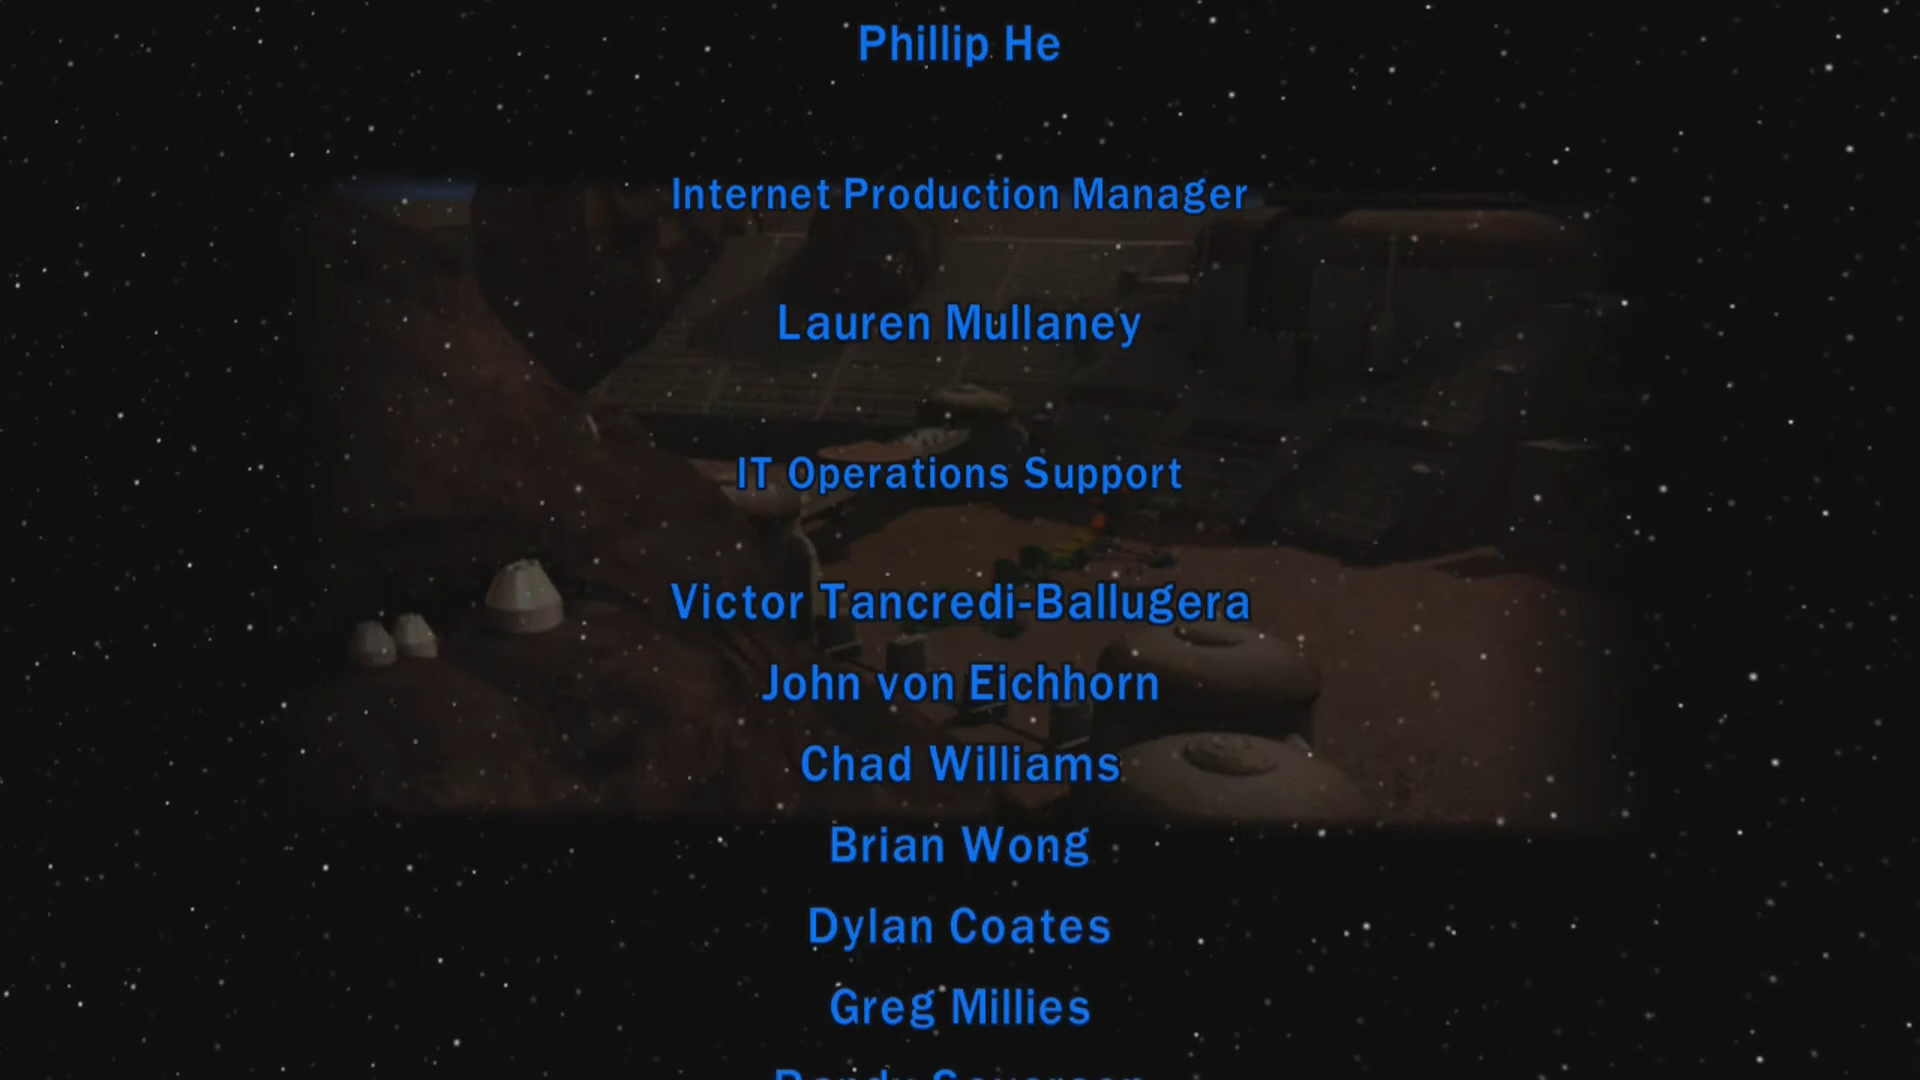 Phillip He
Internet Production Manager
Lauren Mullaney
IT Operations Support
Victor Tancredi-Ballugera
John von Eichhorn
Chad Williams
Brian Wong
Dylan Coates
Greg Millies